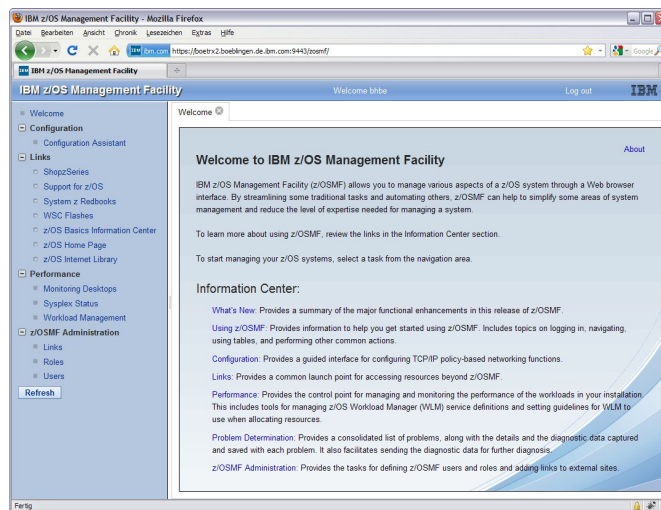 IBM z/OS Management Facility - Mozilla Firefox
Datei Bearbeiten Ansicht Chronik Lesezeichen Extras Hilfe
IBM ibm.com https://boetrx2.boeblingen.de.ibm.com:9443/zosmf/ Google
IBM IBM z/OS Management Facility
IBM z/OS Management Facility Welcome bhbe Log out IBM
Welcome
Configuration
Configuration Assistant
Links
ShopzSeries
Support for z/OS
System z Redbooks
WSC Flashes
z/OS Basics Information Center
z/OS Home Page
z/OS Internet Library
Performance
Monitoring Desktops
Sysplex Status
Workload Management
z/OSMF Administration
Links
Roles
Users
Refresh
Welcome
About
Welcome to IBM z/OS Management Facility
IBM z/OS Management Facility (z/OSMF) allows you to manage various aspects of a z/OS system through a Web browser
interface. By streamlining some traditional tasks and automating others, z/OSMF can help to simplify some areas of system
management and reduce the level of expertise needed for managing a system.
To learn more about using z/OSMF, review the links in the Information Center section.
To start managing your z/OS systems, select a task from the navigation area.
Information Center:
What's New: Provides a summary of the major functional enhancements in this release of z/OSMF.
Using z/OSMF: Provides information to help you get started using z/OSMF. Includes topics on logging in, navigating,
using tables, and performing other common actions.
Configuration: Provides a guided interface for configuring TCP/IP policy-based networking functions.
Links: Provides a common launch point for accessing resources beyond z/OSMF.
Performance: Provides the control point for managing and monitoring the performance of the workloads in your installation.
This includes tools for managing z/OS Workload Manager (WLM) service definitions and setting guidelines for WLM to
use when allocating resources.
Problem Determination: Provides a consolidated list of problems, along with the details and the diagnostic data captured
and saved with each problem. It also facilitates sending the diagnostic data for further diagnosis.
z/OSMF Administration: Provides the tasks for defining z/OSMF users and roles and adding links to external sites.
Fertig